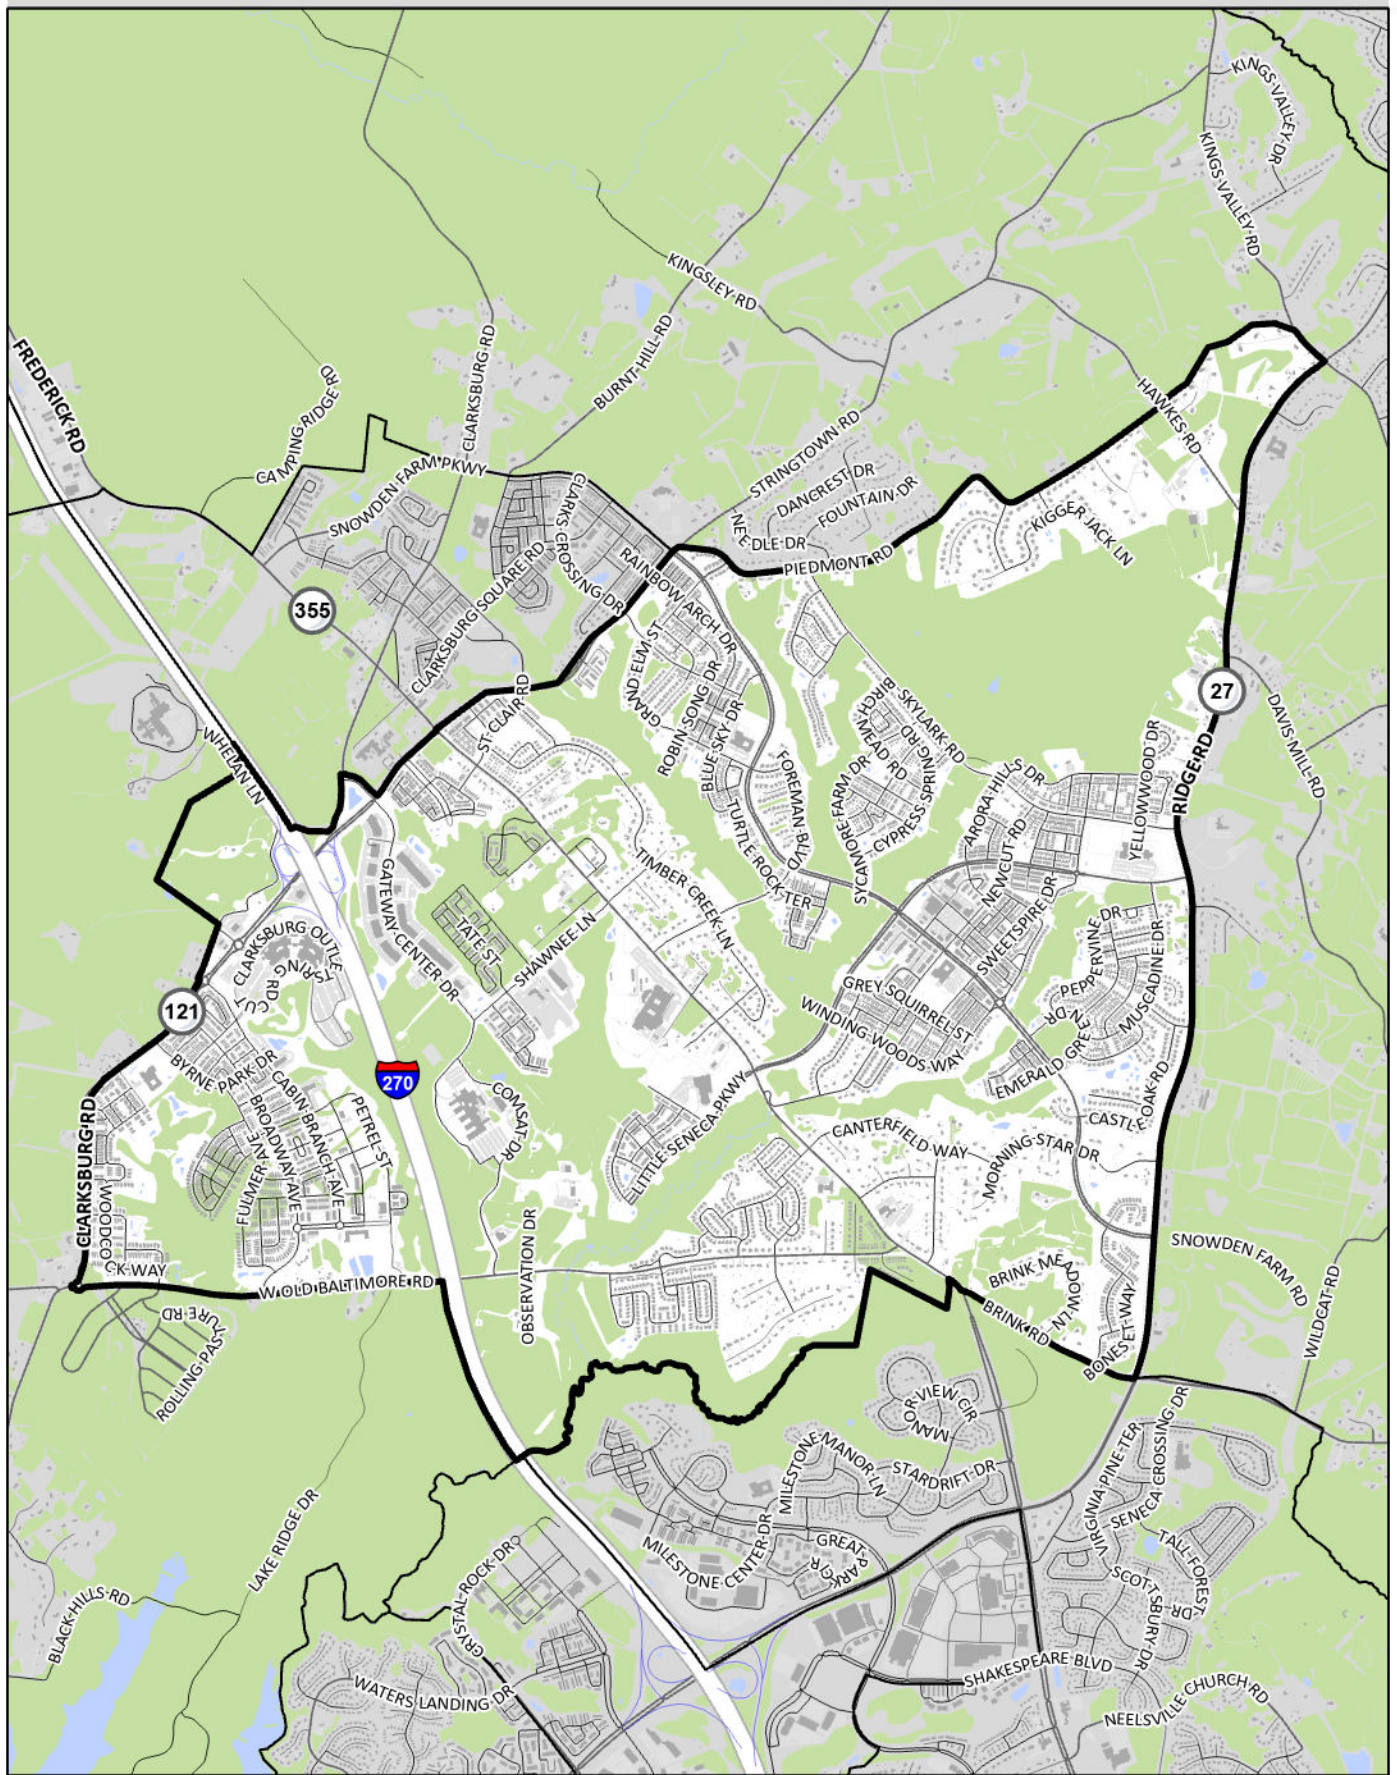 KINGS VALLEY DR
KINGS VALLEY RD
KINGSLEY RD
FREDERICK RD
CLARKSBURG RD
BURNT HILL RD
CAMPING RIDGE RD
HAWKES RD
STRINGTOWN RD
SNOWDEN FARM PKWY
DANCREST DR
FOUNTAIN DR
NEEDLE DR
KIGGER JACK LN
CLARKS CROSSING DR
PIEDMONT RD
RAINBOW ARCH DR
CLARKSBURG SQUARE RD
355
GRAND ELM ST
ROBIN SONG DR
BLUE SKY DR
SKYLARK RD
BIRCH MEAD RD
27
DAVIS MILL RD
ST CLAIR RD
WHELAN LN
RIDGE RD
YELLOWWOOD DR
FOREMAN BLVD
CYPRESS SPRING RD
ARORA HILLS DR
SYCAMORE FARM DR
TURTLE ROCK TER
NEWCUT RD
TIMBER CREEK LN
GATEWAY CENTER DR
TATE ST
SHAWNEE LN
SWEETSPIRE DR
CLARKSBURG OUTLETS
CUT SPRING RD
PEPPERVINE DR
MUSCADINE DR
121
GREY SQUIRREL ST
WINDING WOODS WAY
EMERALD GREEN DR
BYRNE PARK DR
270
COMSAT DR
LITTLE SENECA PKWY
CABIN BRANCH AVE
PETREL ST
BROADWAY AVE
FULMER AVE
CLARKSBURG RD
CASTLE OAK RD
CANTERFIELD WAY
MORNING STAR DR
WOODCOCK WAY
OBSERVATION DR
SNOWDEN FARM RD
W OLD BALTIMORE RD
BRINK MEADOW LN
BRINK RD
BONESET WAY
WILDCAT RD
ROLLING PASTURE RD
MANOR VIEW CIR
MILESTONE MANOR LN
STARDRIFT DR
VIRGINIA PINE TER
SENECA CROSSING DR
LAKE RIDGE DR
MILESTONE CENTER DR
GREAT PARK CIR
TALL FOREST DR
SCOTTSBURY DR
CRYSTAL ROCK DR
BLACK HILLS RD
SHAKESPEARE BLVD
WATERS LANDING DR
NEELSVILLE CHURCH RD